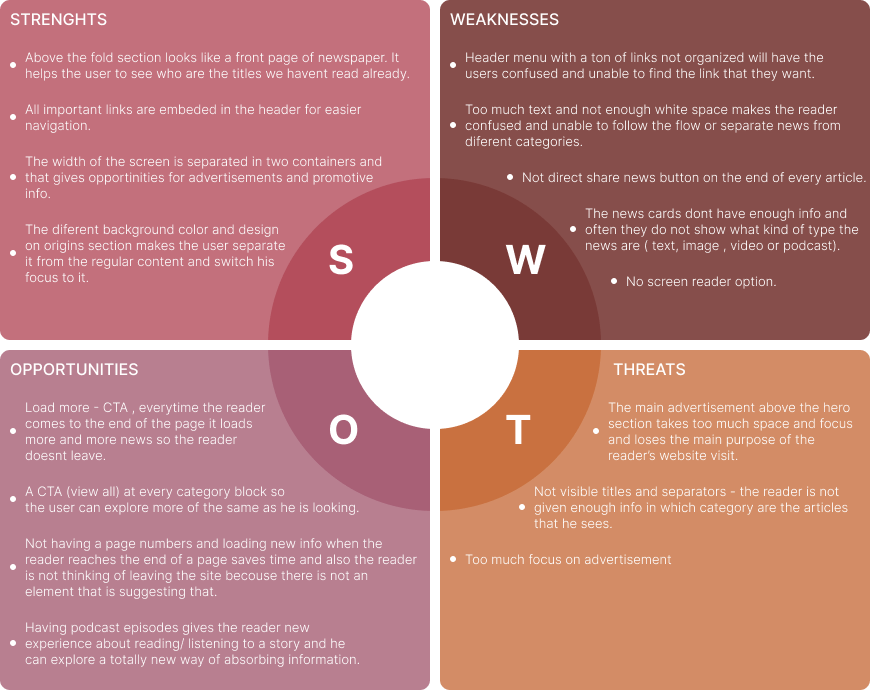 STRENGHTS
Above the fold section looks like a front page of newspaper. It
helps the user to see who are the titles we havent read already.
All important links are embeded in the header for easier
navigation.
The width of the screen is separated in two containers and
that gives opportinities for advertisements and promotive
info.
The diferent background color and design
on origins section makes the user separate
it from the regular content and switch his
focus to it.
S
WEAKNESSES
Header menu with a ton of links not organized will have the
users confused and unable to find the link that they want.
Too much text and not enough white space makes the reader
confused and unable to follow the flow or separate news from
diferent categories.
Not direct share news button on the end of every article.
The news cards dont have enough info and
often they do not show what kind of type the
news are ( text, image , video or podcast).
No screen reader option.
W
OPPORTUNITIES
Load more - CTA , everytime the reader
comes to the end of the page it loads
more and more news so the reader
doesnt leave.
A CTA (view all) at every category block so
the user can explore more of the same as he is looking.
Not having a page numbers and loading new info when the
reader reaches the end of a page saves time and also the reader
is not thinking of leaving the site becouse there is not an
element that is suggesting that.
Having podcast episodes gives the reader new
experience about reading/ listening to a story and he
can explore a totally new way of absorbing information.
O
THREATS
The main advertisement above the hero
section takes too much space and focus
and loses the main purpose of the
reader's website visit.
Not visible titles and separators - the reader is not
given enough info in which category are the articles
that he sees.
Too much focus on advertisement
T